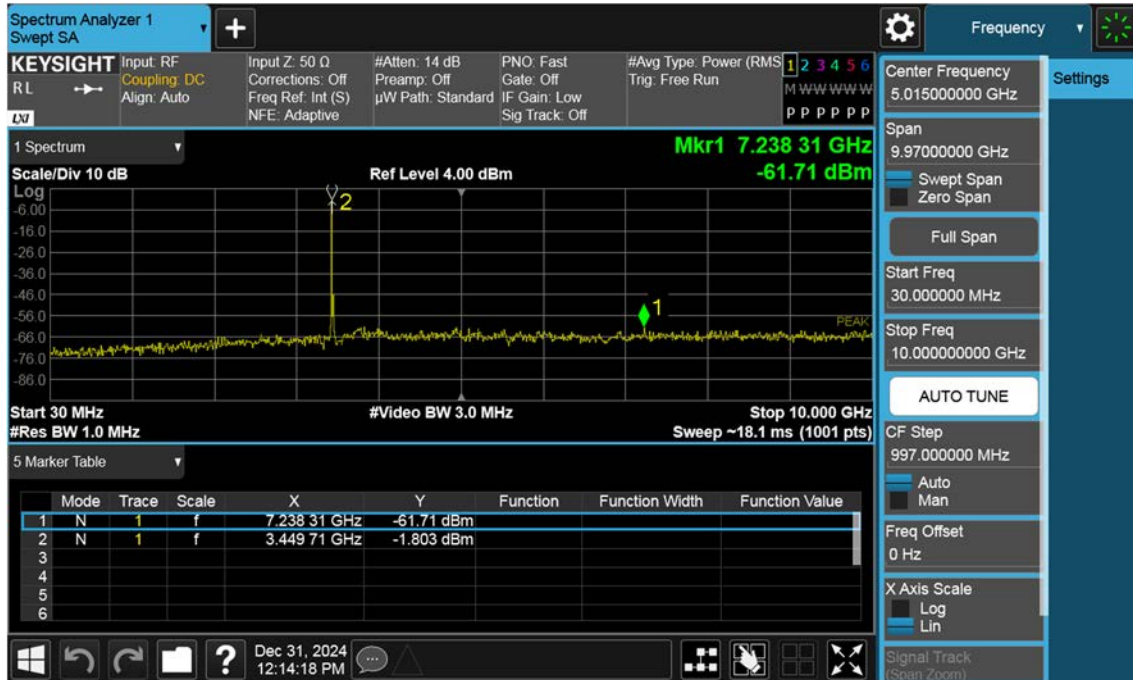 Spectrum Analyzer 1
Swept SA
+
Frequency
KEYSIGHT
RL
LXI
Input: RF
Coupling: DC
Align: Auto
Input Z: 50 Ω
Corrections: Off
Freq Ref: Int (S)
NFE: Adaptive
#Atten: 14 dB
Preamp: Off
µW Path: Standard
PNO: Fast
Gate: Off
IF Gain: Low
Sig Track: Off
#Avg Type: Power (RMS
Trig: Free Run
1 2 3 4 5 6
M W W W W W
P P P P P P
1 Spectrum
Mkr1 7.238 31 GHz
-61.71 dBm
Scale/Div 10 dB
Ref Level 4.00 dBm
Log
-6.00
-16.0
-26.0
-36.0
-46.0
-56.0
-66.0
-76.0
-86.0
2
1
PEAK
Start 30 MHz
#Video BW 3.0 MHz
Stop 10.000 GHz
#Res BW 1.0 MHz
Sweep ~18.1 ms (1001 pts)
5 Marker Table
Mode Trace Scale X Y Function Function Width Function Value
1 N 1 f 7.238 31 GHz -61.71 dBm
2 N 1 f 3.449 71 GHz -1.803 dBm
3
4
5
6
?
Dec 31, 2024
12:14:18 PM
Center Frequency
5.015000000 GHz
Settings
Span
9.97000000 GHz
Swept Span
Zero Span
Full Span
Start Freq
30.000000 MHz
Stop Freq
10.000000000 GHz
AUTO TUNE
CF Step
997.000000 MHz
Auto
Man
Freq Offset
0 Hz
X Axis Scale
Log
Lin
Signal Track
(Span Zoom)